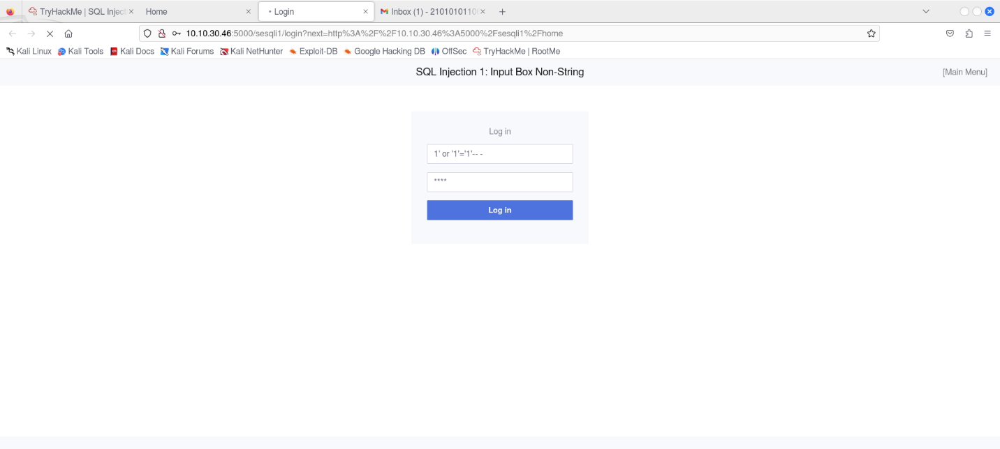 TryHackMe | SQL Inject
Home
Login
Inbox (1) - 2101010110
10.10.30.46:5000/sesqli1/login?next=http%3A%2F%2F10.10.30.46%3A5000%2Fsesqli1%2Fhome
Kali Linux Kali Tools Kali Docs Kali Forums Kali NetHunter Exploit-DB Google Hacking DB OffSec TryHackMe | RootMe
SQL Injection 1: Input Box Non-String
[Main Menu]
Log in
1' or '1'='1'-- -
****
Log in